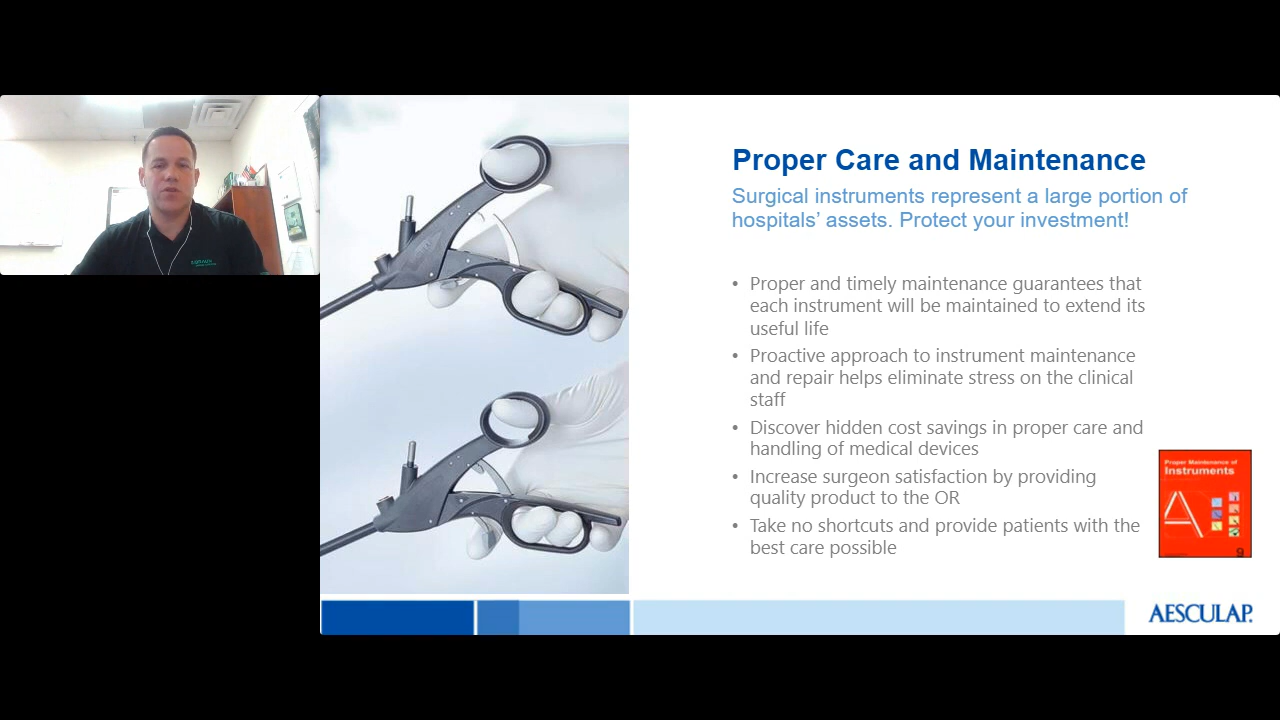 Proper Care and Maintenance
Surgical instruments represent a large portion of
hospitals’ assets. Protect your investment!
• Proper and timely maintenance guarantees that
each instrument will be maintained to extend its
useful life
• Proactive approach to instrument maintenance
and repair helps eliminate stress on the clinical
staff
• Discover hidden cost savings in proper care and
handling of medical devices
• Increase surgeon satisfaction by providing
quality product to the OR
• Take no shortcuts and provide patients with the
best care possible
Proper Maintenance of
Instruments
9
AESCULAP.